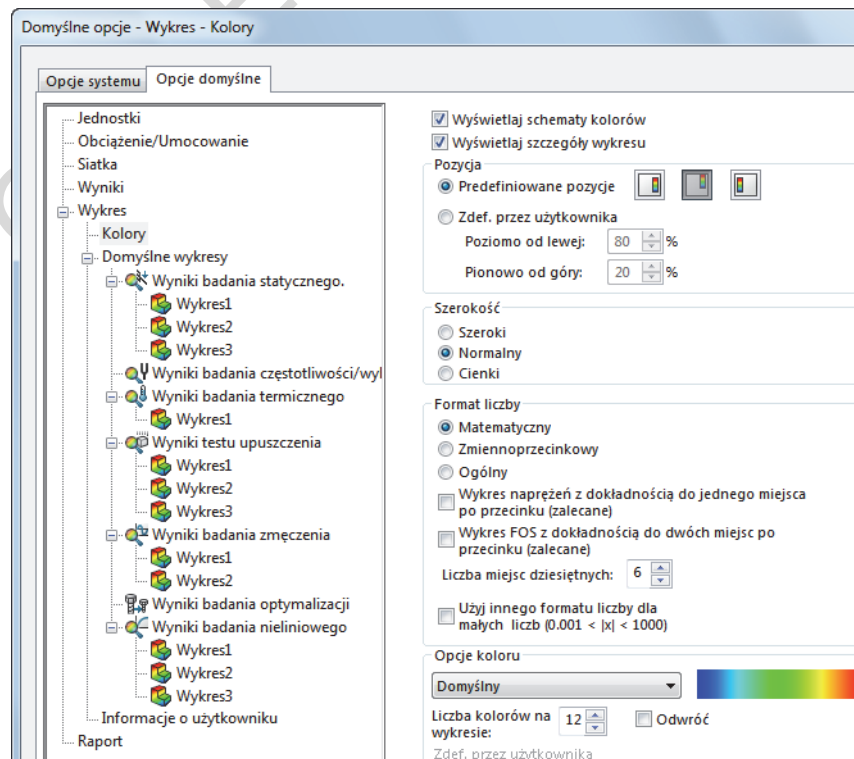 Domyślne opcje - Wykres - Kolory
Opcje systemu
Opcje domyślne
Jednostki
Obciążenie/Umocowanie
Siatka
Wyniki
Wykres
Kolory
Domyślne wykresy
Wyniki badania statycznego.
Wykres1
Wykres2
Wykres3
Wyniki badania częstotliwości/wyl
Wyniki badania termicznego
Wykres1
Wyniki testu upuszczenia
Wykres1
Wykres2
Wykres3
Wyniki badania zmęczenia
Wykres1
Wykres2
Wyniki badania optymalizacji
Wyniki badania nieliniowego
Wykres1
Wykres2
Wykres3
Informacje o użytkowniku
Raport
Wyświetlaj schematy kolorów
Wyświetlaj szczegóły wykresu
Pozycja
Predefiniowane pozycje
Zdef. przez użytkownika
Poziomo od lewej: 80 %
Pionowo od góry: 20 %
Szerokość
Szeroki
Normalny
Cienki
Format liczby
Matematyczny
Zmiennoprzecinkowy
Ogólny
Wykres naprężeń z dokładnością do jednego miejsca
po przecinku (zalecane)
Wykres FOS z dokładnością do dwóch miejsc po
przecinku (zalecane)
Liczba miejsc dziesiętnych: 6
Użyj innego formatu liczby dla
małych liczb (0.001 < |x| < 1000)
Opcje koloru
Domyślny
Liczba kolorów na
wykresie:
12
Odwróć
Zdef. przez użytkownika